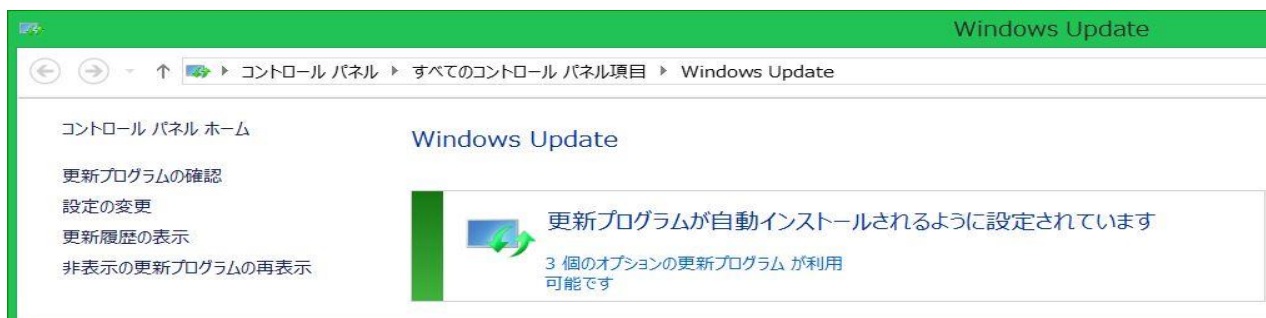 Windows Update
コントロール パネル ▸ すべてのコントロール パネル項目 ▸ Windows Update
コントロール パネル ホーム
更新プログラムの確認
設定の変更
更新履歴の表示
非表示の更新プログラムの再表示
Windows Update
更新プログラムが自動インストールされるように設定されています
3 個のオプションの更新プログラム が利用
可能です